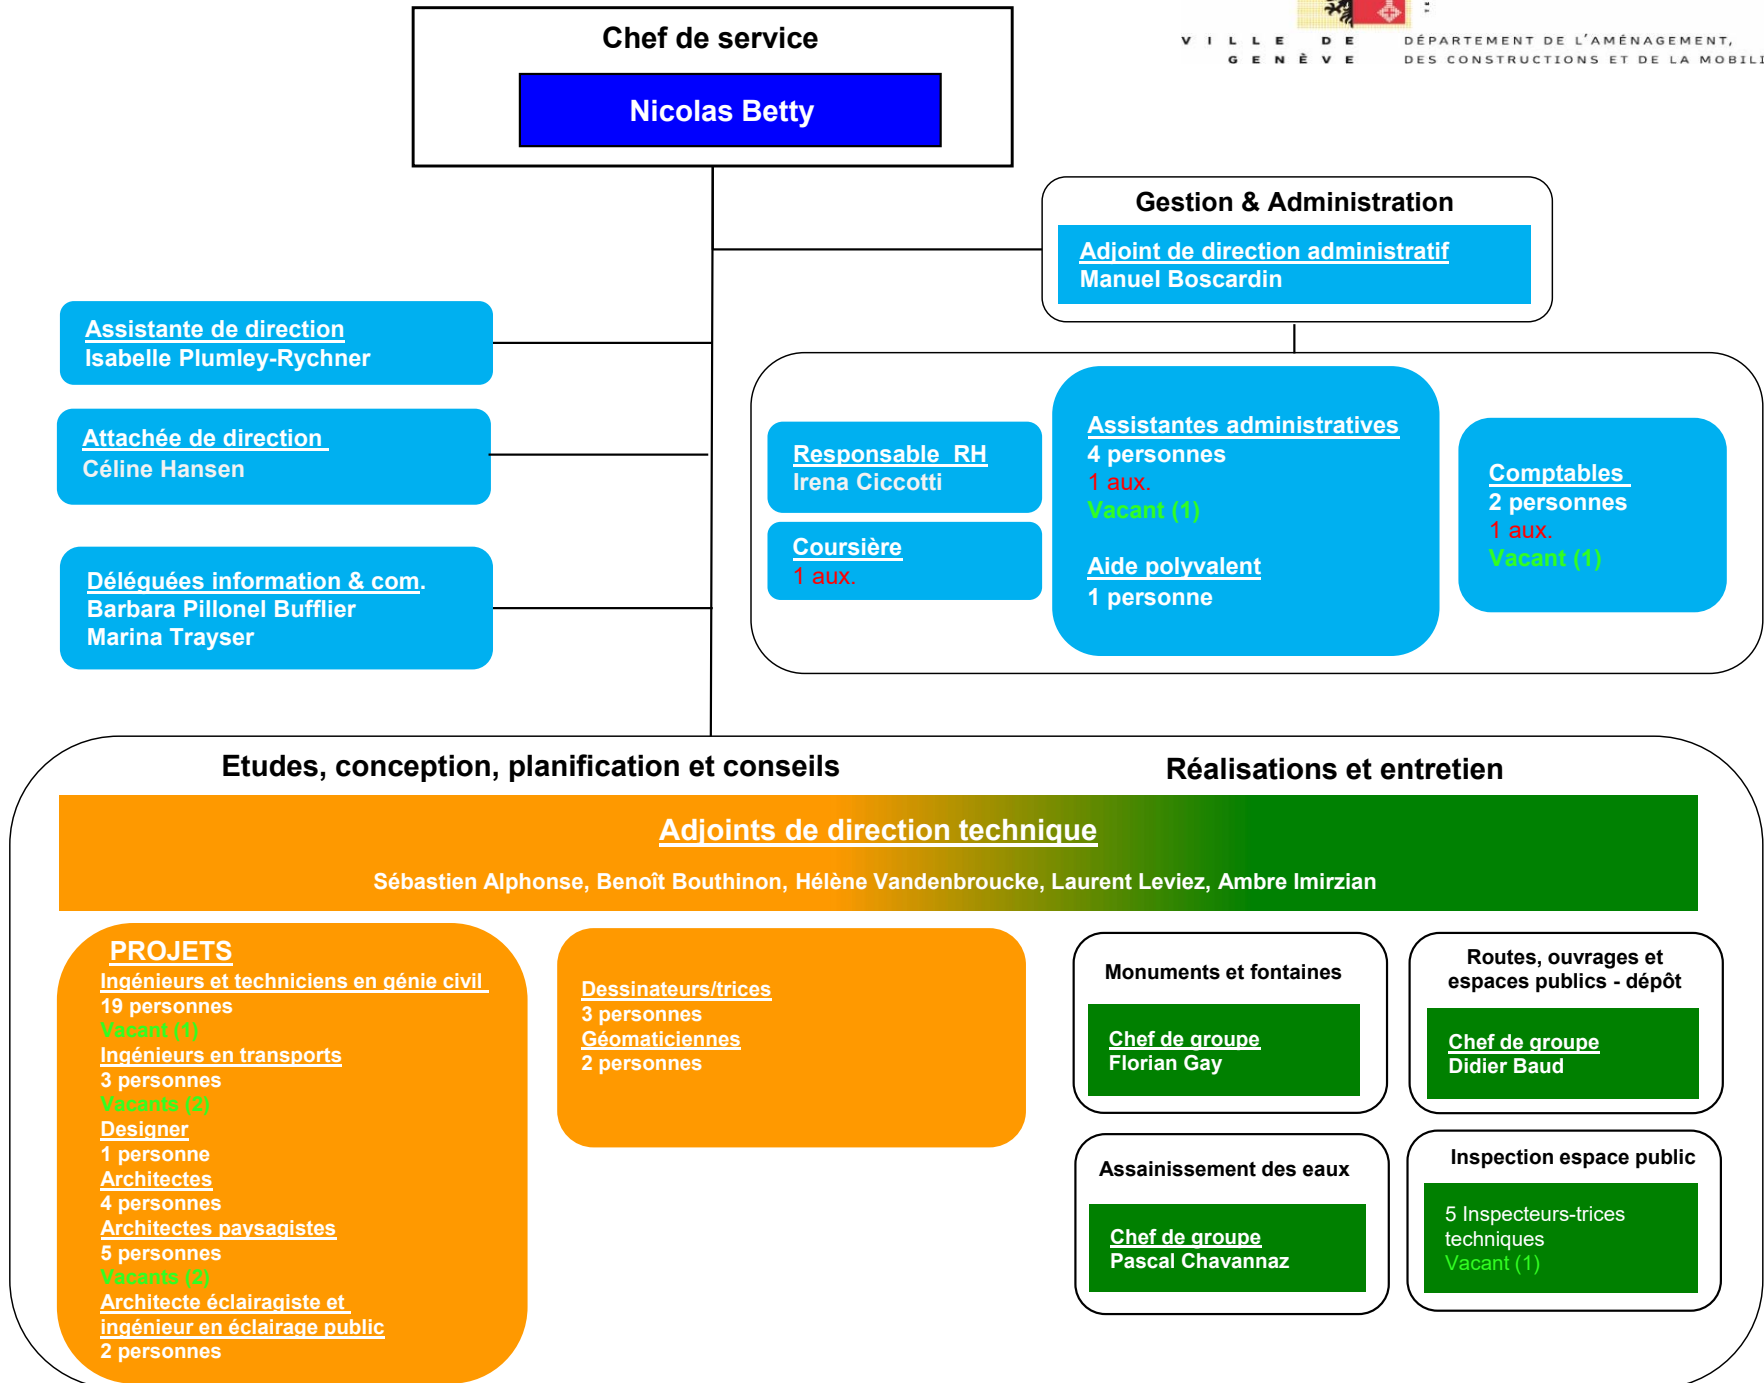 Chef de service
Nicolas Betty
VILLE DE
GENÈVE
DÉPARTEMENT DE L'AMÉNAGEMENT,
DES CONSTRUCTIONS ET DE LA MOBILI
Gestion & Administration
Adjoint de direction administratif
Manuel Boscardin
Assistante de direction
Isabelle Plumley-Rychner
Attachée de direction
Céline Hansen
Déléguées information & com.
Barbara Pillonel Bufflier
Marina Trayser
Responsable RH
Irena Ciccotti
Coursière
1 aux.
Assistantes administratives
4 personnes
1 aux.
Vacant (1)
Aide polyvalent
1 personne
Comptables
2 personnes
1 aux.
Vacant (1)
Etudes, conception, planification et conseils
Réalisations et entretien
Adjoints de direction technique
Sébastien Alphonse, Benoît Bouthinon, Hélène Vandenbroucke, Laurent Leviez, Ambre Imirzian
PROJETS
Ingénieurs et techniciens en génie civil
19 personnes
Vacant (1)
Ingénieurs en transports
3 personnes
Vacants (2)
Designer
1 personne
Architectes
4 personnes
Architectes paysagistes
5 personnes
Vacants (2)
Architecte éclairagiste et
ingénieur en éclairage public
2 personnes
Dessinateurs/trices
3 personnes
Géomaticiennes
2 personnes
Monuments et fontaines
Chef de groupe
Florian Gay
Routes, ouvrages et
espaces publics - dépôt
Chef de groupe
Didier Baud
Assainissement des eaux
Chef de groupe
Pascal Chavannaz
Inspection espace public
5 Inspecteurs-trices
techniques
Vacant (1)